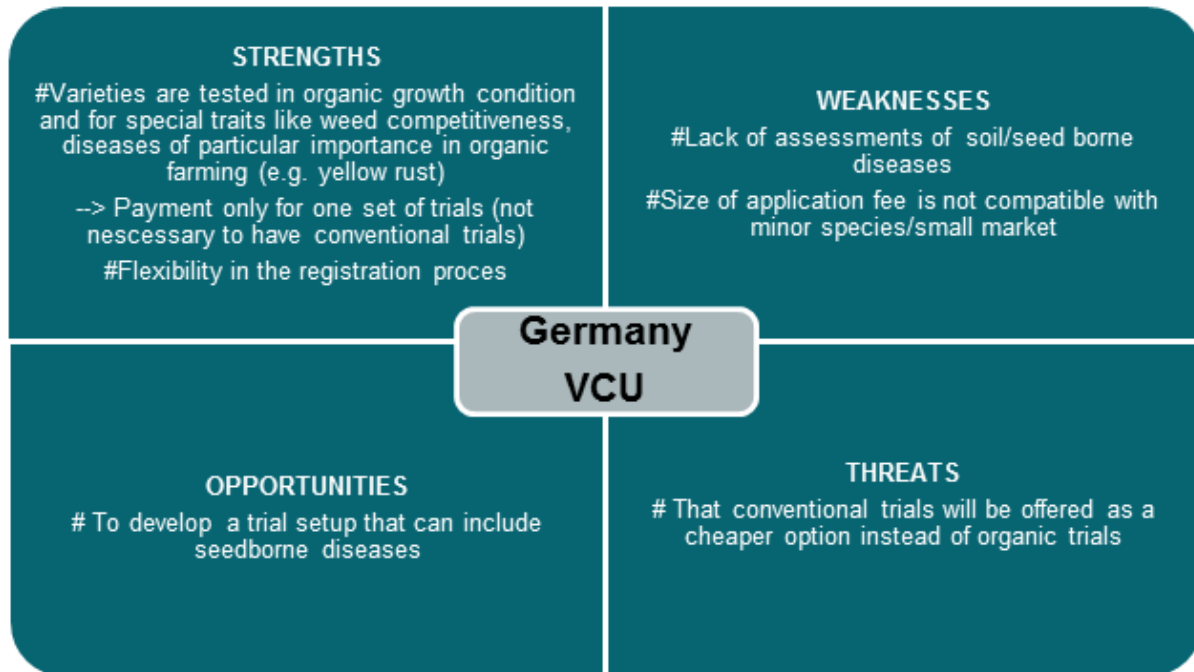 STRENGTHS
#Varieties are tested in organic growth condition
and for special traits like weed competitiveness,
diseases of particular importance in organic
farming (e.g. yellow rust)
--> Payment only for one set of trials (not
nescessary to have conventional trials)
#Flexibility in the registration proces
WEAKNESSES
#Lack of assessments of soil/seed borne
diseases
#Size of application fee is not compatible with
minor species/small market
Germany
VCU
OPPORTUNITIES
# To develop a trial setup that can include
seedborne diseases
THREATS
# That conventional trials will be offered as a
cheaper option instead of organic trials